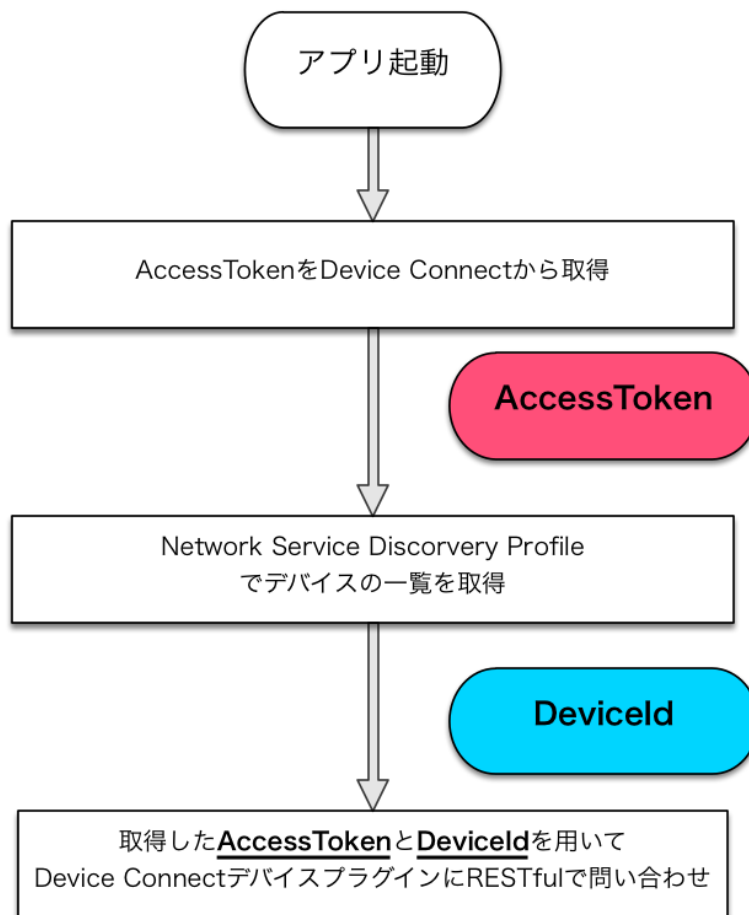 アプリ起動
AccessTokenをDevice Connectから取得
AccessToken
Network Service Discorvery Profile
でデバイスの一覧を取得
DeviceId
取得したAccessTokenとDeviceIdを用いて
Device ConnectデバイスプラグインにRESTfulで問い合わせ